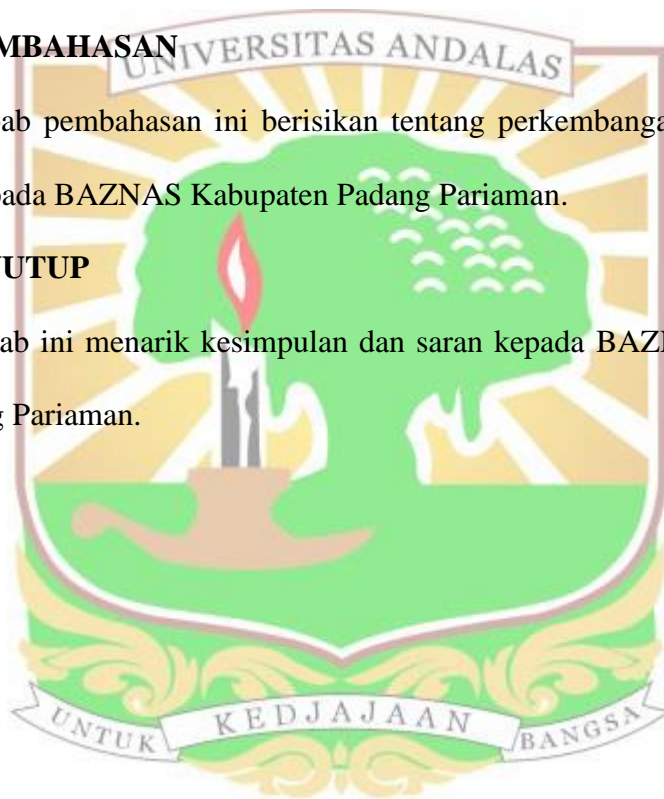 MBAHASAN
UNIVERSITAS ANDALAS
ab pembahasan ini berisikan tentang perkembanga
pada BAZNAS Kabupaten Padang Pariaman.
UTUP
ab ini menarik kesimpulan dan saran kepada BAZ
g Pariaman.
UNTUK KEDJAJAAN BANGSA